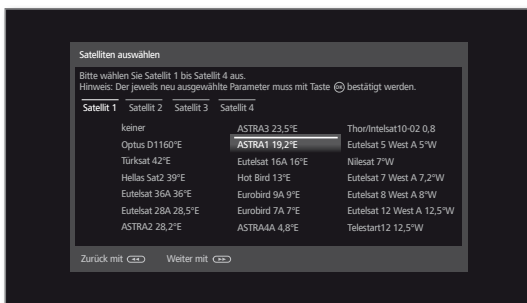 Satelliten auswählen
Bitte wählen Sie Satellit 1 bis Satellit 4 aus.
Hinweis: Der jeweils neu ausgewählte Parameter muss mit Taste OK bestätigt werden.
Satellit 1 Satellit 2 Satellit 3 Satellit 4
keiner ASTRA3 23,5°E Thor/Intelsat10-02 0,8
Optus D1160°E ASTRA1 19,2°E Eutelsat 5 West A 5°W
Türksat 42°E Eutelsat 16A 16°E Nilesat 7°W
Hellas Sat2 39°E Hot Bird 13°E Eutelsat 7 West A 7,2°W
Eutelsat 36A 36°E Eurobird 9A 9°E Eutelsat 8 West A 8°W
Eutelsat 28A 28,5°E Eurobird 7A 7°E Eutelsat 12 West A 12,5°W
ASTRA2 28,2°E ASTRA4A 4,8°E Telestart12 12,5°W
Zurück mit Weiter mit